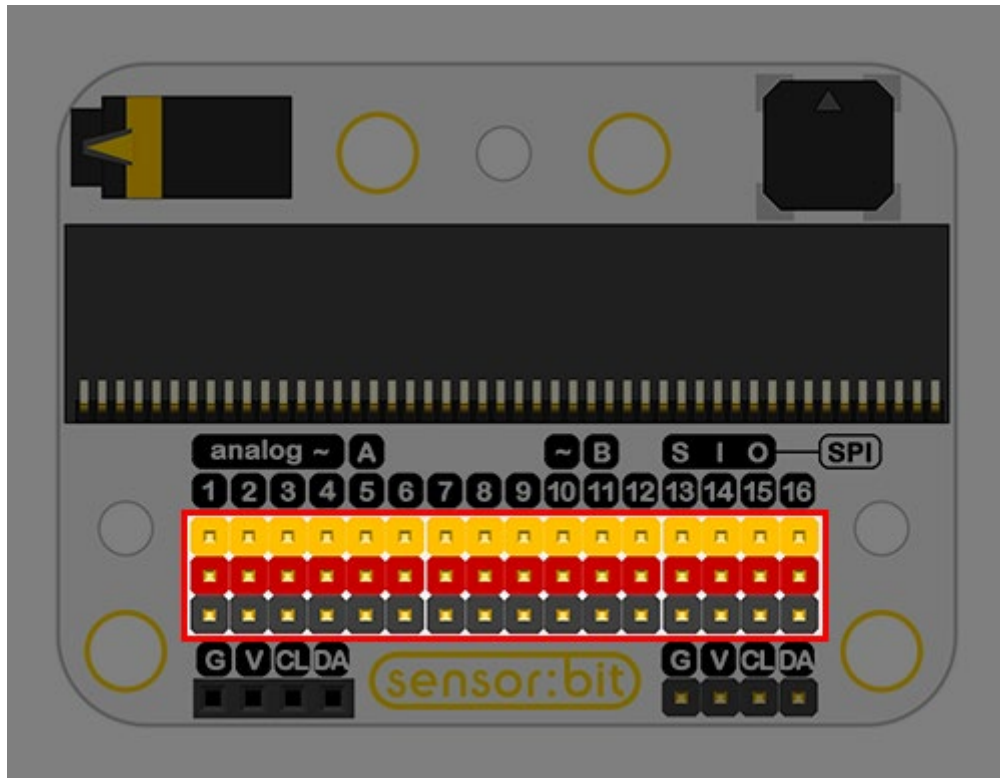 analog ~ A ~ B S I O SPI
1 2 3 4 5 6 7 8 9 10 11 12 13 14 15 16
G V CL DA sensor:bit G V CL DA